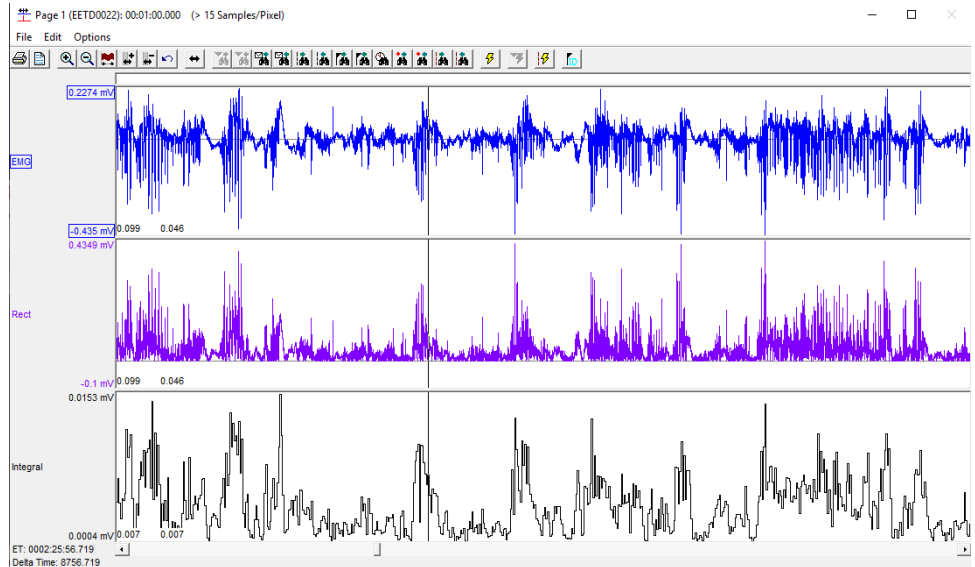 Page 1 (EETD0022): 00:01:00.000 (> 15 Samples/Pixel)
File Edit Options
0.2274 mV
EMG
-0.435 mV 0.099 0.046
0.4349 mV
Rect
-0.1 mV 0.099 0.046
0.0153 mV
Integral
0.0004 mV 0.007 0.007
ET: 0002:25:56.719
Delta Time: 8756.719